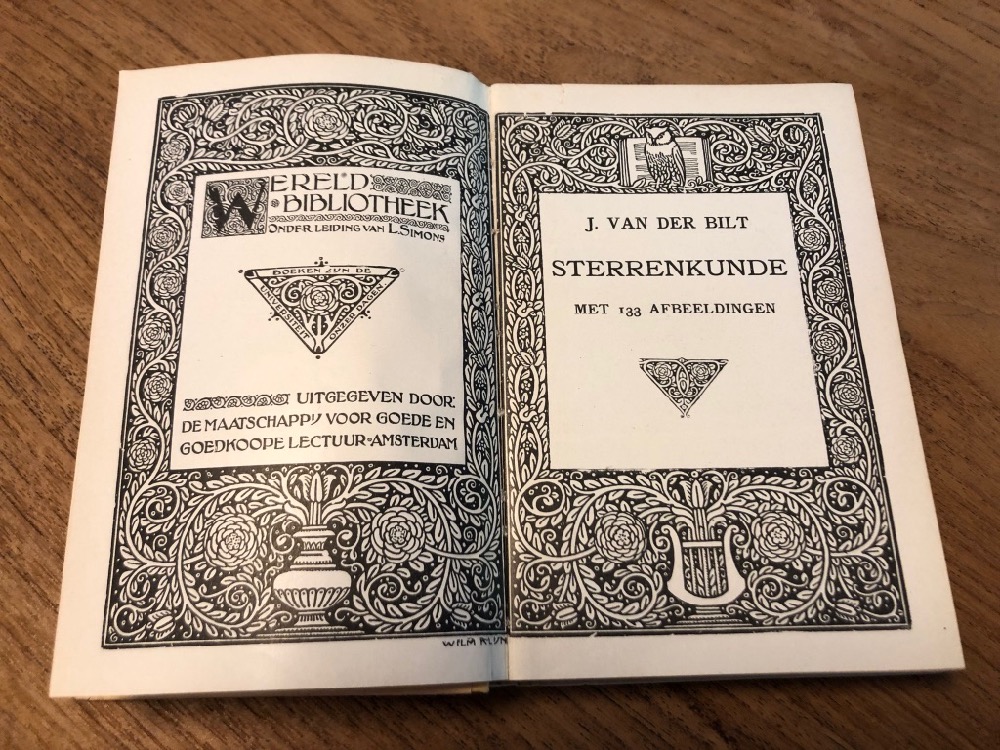 WERELD
BIBLIOTHEEK
ONDER LEIDING VAN L. SIMONS
BOEKEN ZIJN DE
UNIVERSITEIT
ONZER DAGEN
UITGEGEVEN DOOR:
DE MAATSCHAPPIJ VOOR GOEDE EN
GOEDKOOPE LECTUUR-AMSTERDAM
J. VAN DER BILT
STERRENKUNDE
MET 133 AFBEELDINGEN